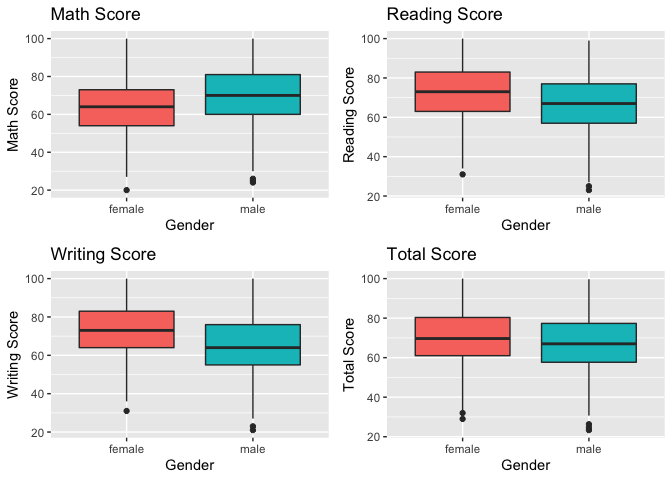 Math Score
100
80
60
40
20
Math Score
female
male
Gender
Reading Score
100
80
60
40
20
Reading Score
female
male
Gender
Writing Score
100
80
60
40
20
Writing Score
female
male
Gender
Total Score
100
80
60
40
20
Total Score
female
male
Gender